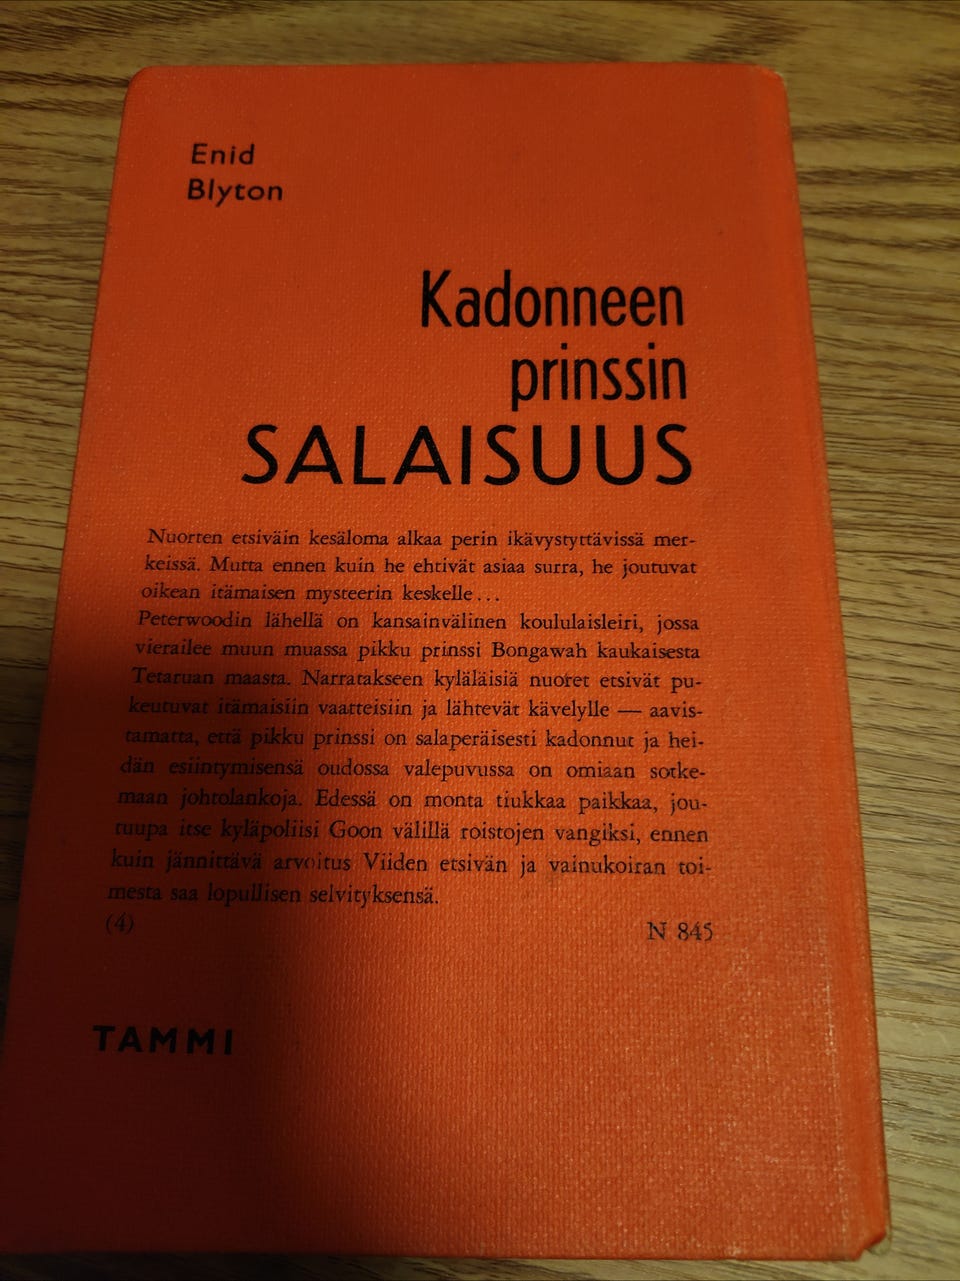 Enid
Blyton
Kadonneen
prinssin
SALAISUUS
Nuorten etsiväin kesäloma alkaa perin ikävystyttävissä mer-
keissä. Mutta ennen kuin he ehtivät asiaa surra, he joutuvat
oikean itämaisen mysteerin keskelle...
Peterwoodin lähellä on kansainvälinen koululaisleiri, jossa
vierailee muun muassa pikku prinssi Bongawah kaukaisesta
Tetaruan maasta. Narratakseen kyläläisiä nuoret etsivät pu-
keutuvat itämaisiin vaatteisiin ja lähtevät kävelylle — aavis-
tamatta, että pikku prinssi on salaperäisesti kadonnut ja hei-
dän esiintymisensä oudossa valepuvussa on omiaan sotke-
maan johtolankoja. Edessä on monta tiukkaa paikkaa, jou-
tuupa itse kyläpoliisi Goon välillä roistojen vangiksi, ennen
kuin jännittävä arvoitus Viiden etsivän ja vainukoiran toi-
mesta saa lopullisen selvityksensä.
(4) N 845
TAMMI